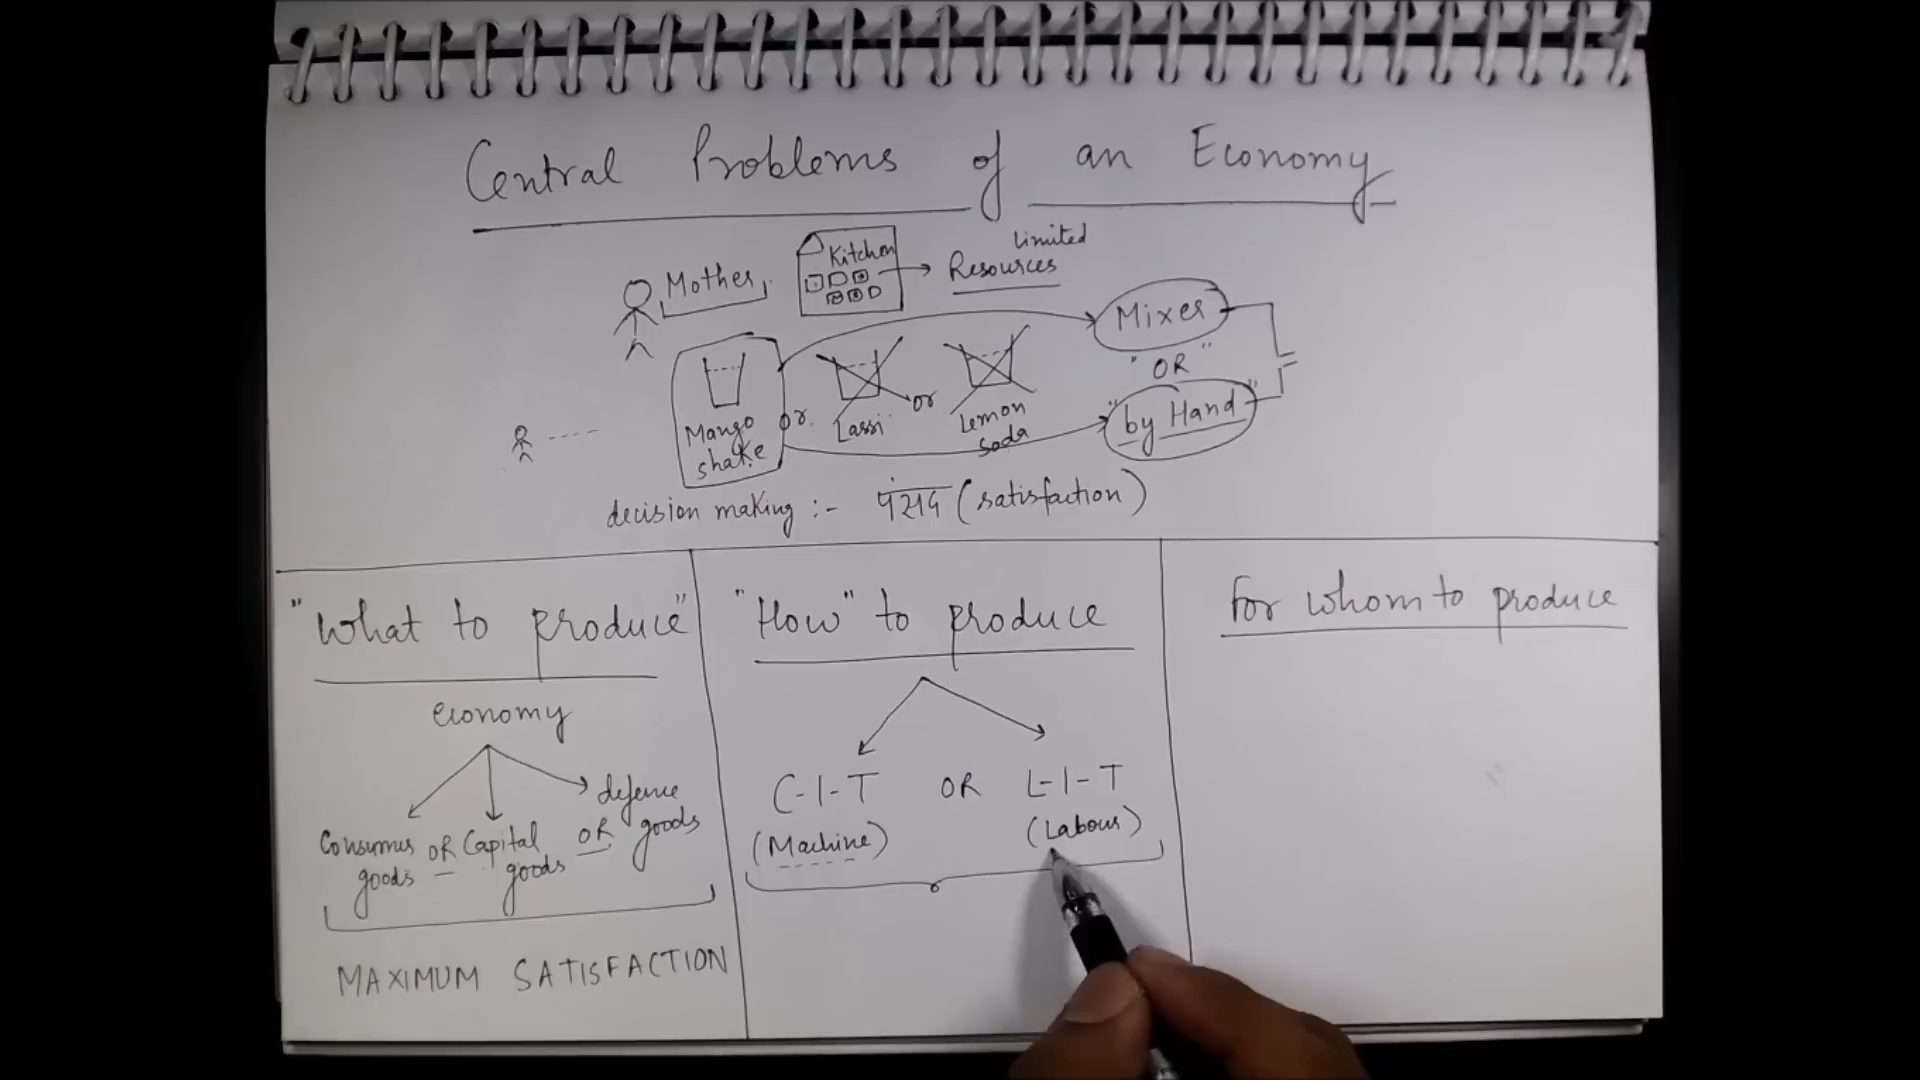 Central Problems of an Economy
Mother
Kitchen
Limited
Resources
Mixer
" OR "
"by Hand"
Mango
shake
or
Lassi
or
Lemon
soda
decision making :- (satisfaction)
"What to produce"
economy
Consumer
goods
OR
Capital
goods
OR
defence
goods
MAXIMUM SATISFACTION
"How" to produce
C-I-T OR L-I-T
(Machine)
(Labour)
for whom to produce